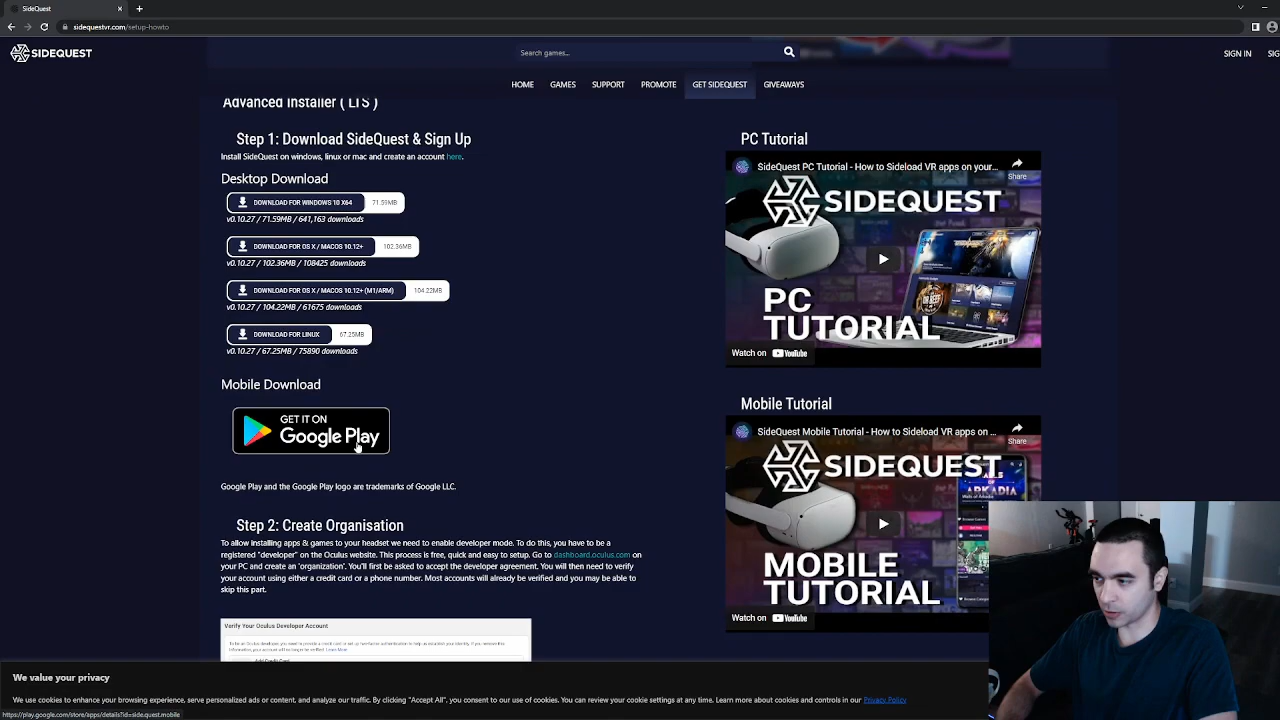 SideQuest
sidequestvr.com/setup-howto
SIDEQUEST
Search games...
SIGN IN
SIG
HOME
GAMES
SUPPORT
PROMOTE
GET SIDEQUEST
GIVEAWAYS
Advanced Installer ( LTS )
Step 1: Download SideQuest & Sign Up
Install SideQuest on windows, linux or mac and create an account here.
Desktop Download
DOWNLOAD FOR WINDOWS 10 X64
71.59MB
v0.10.27 / 71.59MB / 641,163 downloads
DOWNLOAD FOR OS X / MACOS 10.12+
102.36MB
v0.10.27 / 102.36MB / 108425 downloads
DOWNLOAD FOR OS X / MACOS 10.12+ (M1/ARM)
104.22MB
v0.10.27 / 104.22MB / 61675 downloads
DOWNLOAD FOR LINUX
67.25MB
v0.10.27 / 67.25MB / 75890 downloads
Mobile Download
GET IT ON
Google Play
Google Play and the Google Play logo are trademarks of Google LLC.
Step 2: Create Organisation
To allow installing apps & games to your headset we need to enable developer mode. To do this, you have to be a
registered "developer" on the Oculus website. This process is free, quick and easy to setup. Go to dashboard.oculus.com on
your PC and create an 'organization'. You'll first be asked to accept the developer agreement. You will then need to verify
your account using either a credit card or a phone number. Most accounts will already be verified and you may be able to
skip this part.
Verify Your Oculus Developer Account
Add Credit Card
PC Tutorial
SideQuest PC Tutorial - How to Sideload VR apps on your...
Share
SIDEQUEST
PC
TUTORIAL
Watch on YouTube
Mobile Tutorial
SideQuest Mobile Tutorial - How to Sideload VR apps on ...
Share
SIDEQUEST
ARKADIA
MOBILE
TUTORIAL
Watch on YouTube
We value your privacy
We use cookies to enhance your browsing experience, serve personalized ads or content, and analyze our traffic. By clicking "Accept All", you consent to our use of cookies. You can review your cookie settings at any time. Learn more about cookies and controls in our Privacy Policy
https://play.google.com/store/apps/details?id=side.quest.mobile